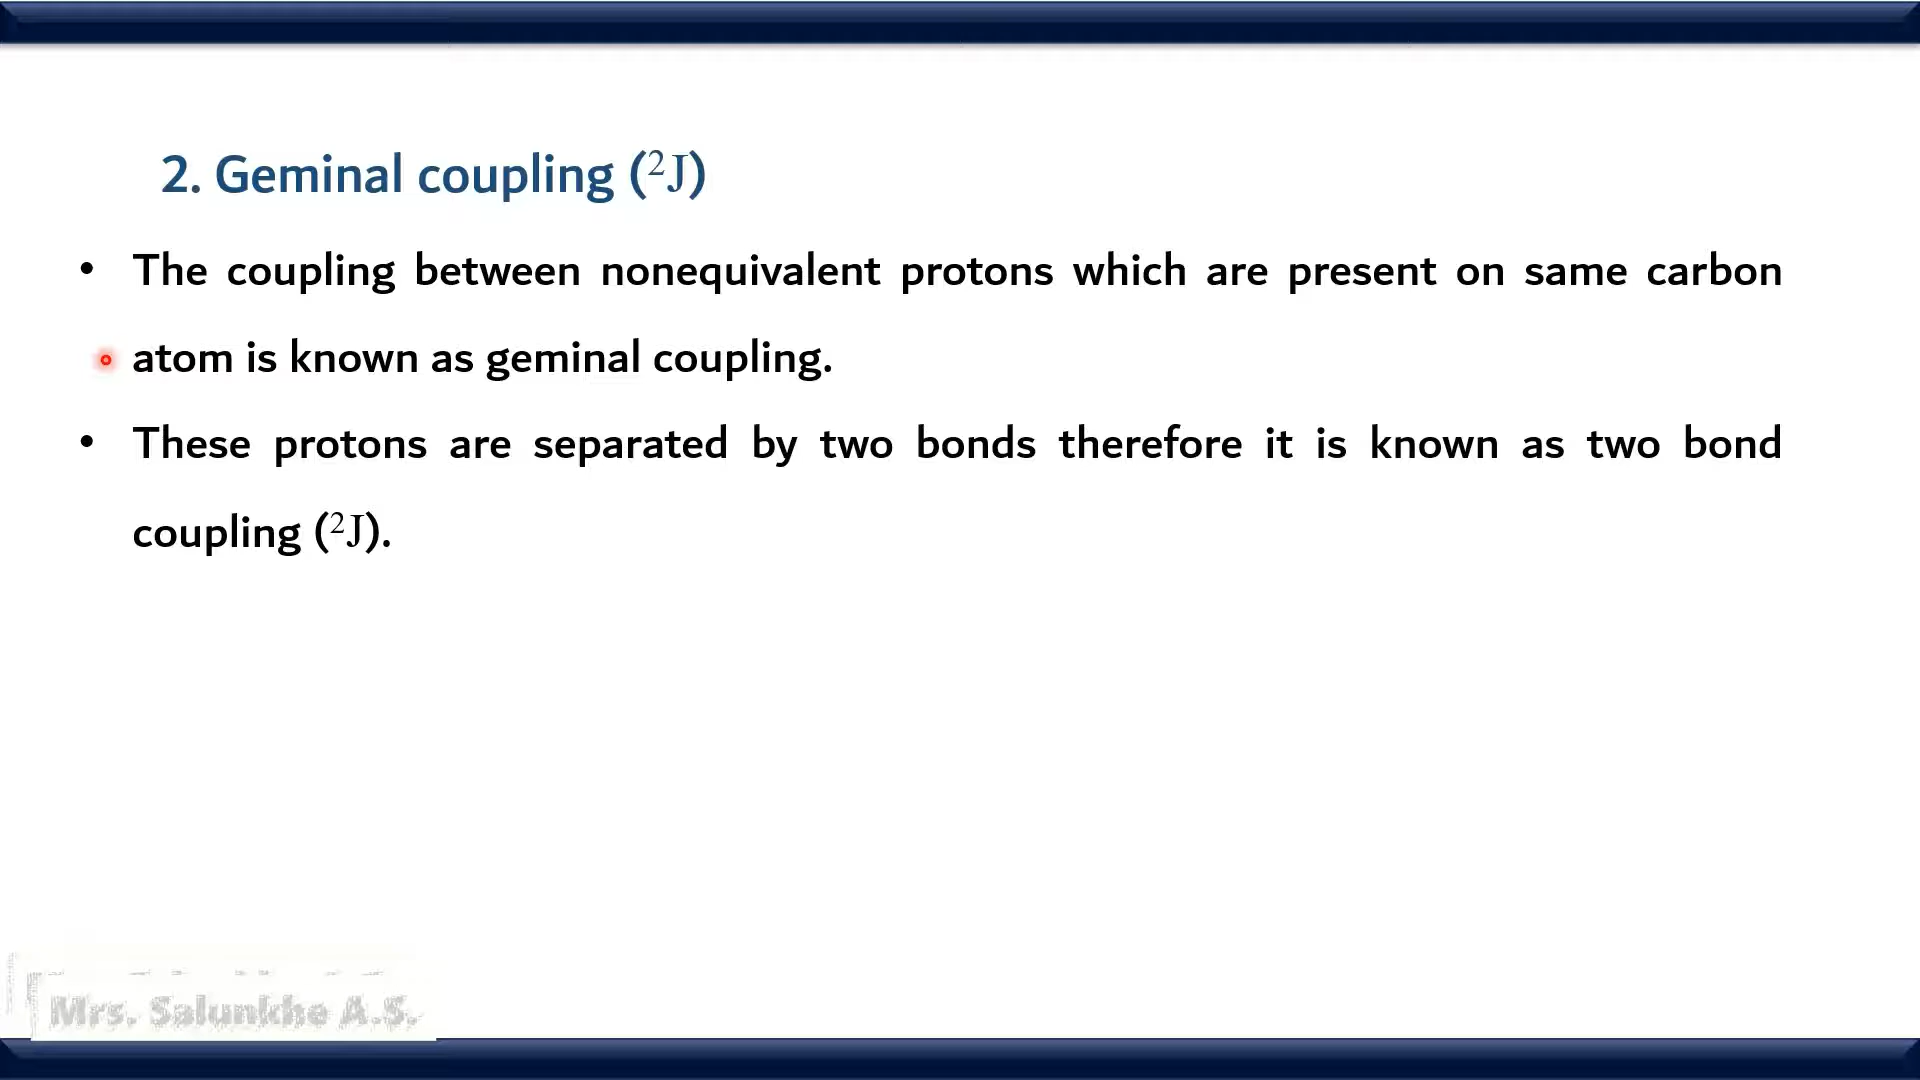 2. Geminal coupling (²J)
• The coupling between nonequivalent protons which are present on same carbon
atom is known as geminal coupling.
• These protons are separated by two bonds therefore it is known as two bond
coupling (²J).
Mrs. Salunkhe A.S.